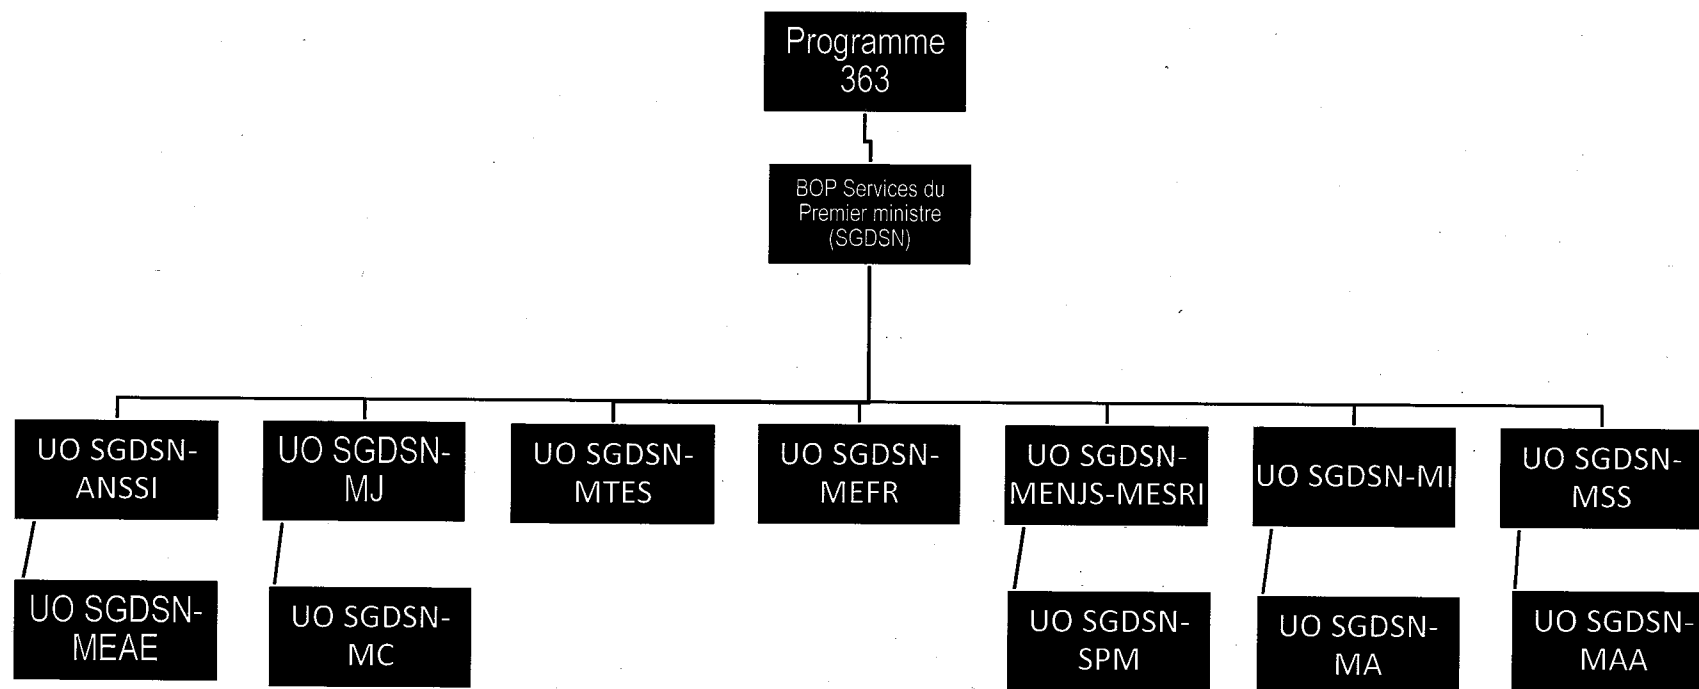 Programme
363
BOP Services du
Premier ministre
(SGDSN)
UO SGDSN-
ANSSI
UO SGDSN-
MJ
UO SGDSN-
MTES
UO SGDSN-
MEFR
UO SGDSN-
MENJS-MESRI
UO SGDSN-MI
UO SGDSN-
MSS
UO SGDSN-
MEAE
UO SGDSN-
MC
UO SGDSN-
SPM
UO SGDSN-
MA
UO SGDSN-
MAA